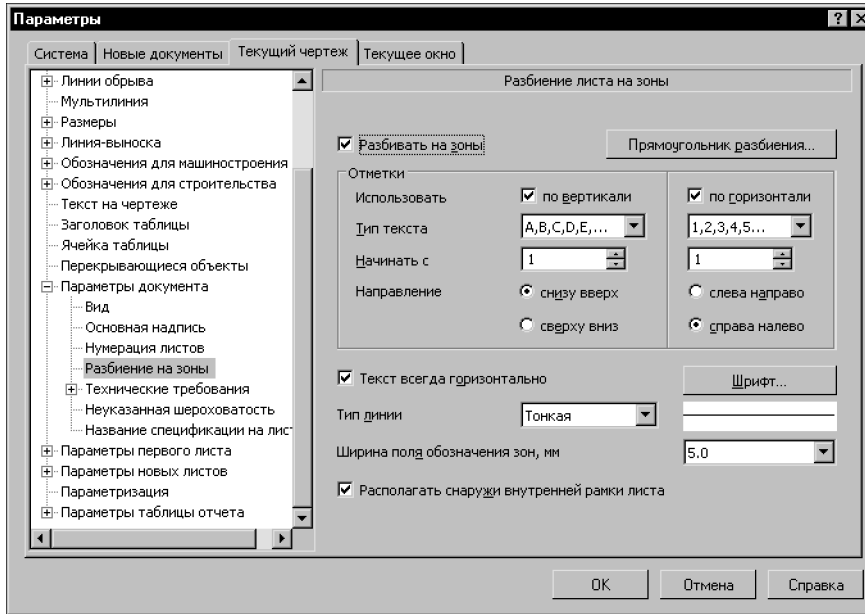 Параметры
Система Новые документы Текущий чертеж Текущее окно
Линии обрыва
Мультилиния
Размеры
Линия-выноска
Обозначения для машиностроения
Обозначения для строительства
Текст на чертеже
Заголовок таблицы
Ячейка таблицы
Перекрывающиеся объекты
Параметры документа
Вид
Основная надпись
Нумерация листов
Разбиение на зоны
Технические требования
Неуказанная шероховатость
Название спецификации на лис
Параметры первого листа
Параметры новых листов
Параметризация
Параметры таблицы отчета
Разбиение листа на зоны
Разбивать на зоны Прямоугольник разбиения...
Отметки
Использовать по вертикали по горизонтали
Тип текста A,B,C,D,E,... 1,2,3,4,5...
Начинать с 1 1
Направление снизу вверх слева направо
сверху вниз справа налево
Текст всегда горизонтально Шрифт...
Тип линии Тонкая
Ширина поля обозначения зон, мм 5.0
Располагать снаружи внутренней рамки листа
OK Отмена Справка